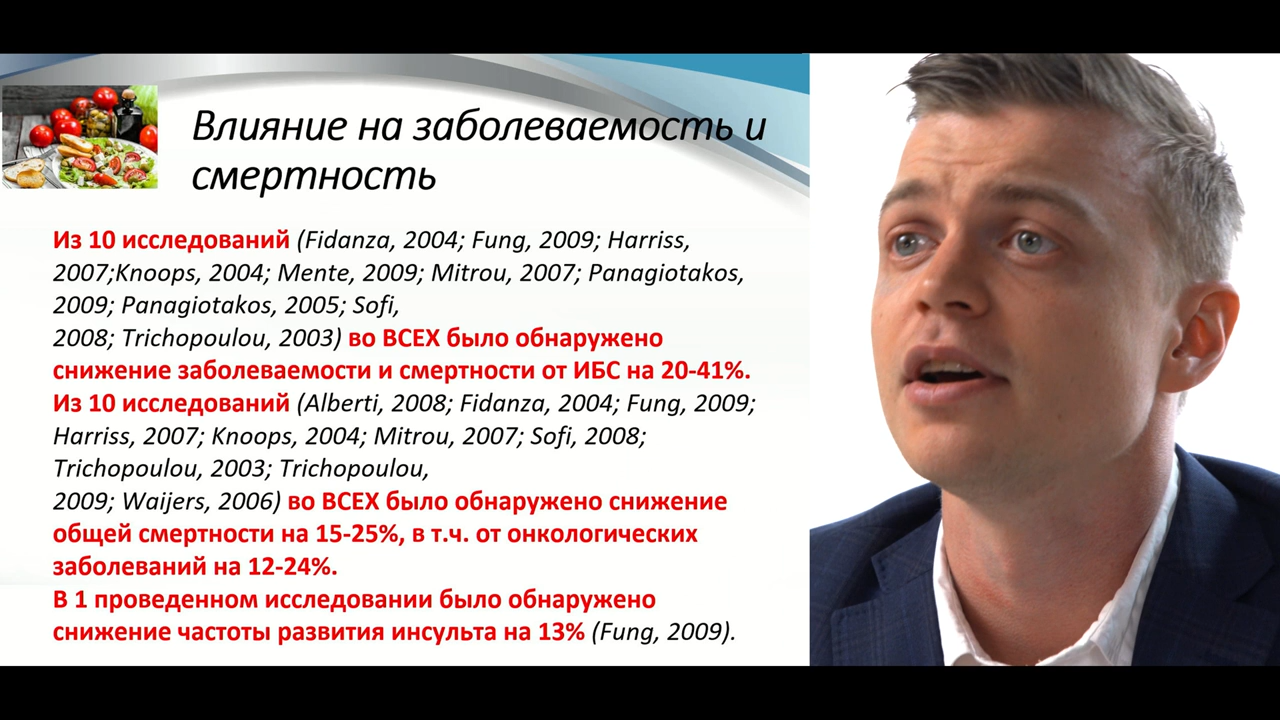 Влияние на заболеваемость и
смертность
Из 10 исследований (Fidanza, 2004; Fung, 2009; Harriss,
2007;Knoops, 2004; Mente, 2009; Mitrou, 2007; Panagiotakos,
2009; Panagiotakos, 2005; Sofi,
2008; Trichopoulou, 2003) во ВСЕХ было обнаружено
снижение заболеваемости и смертности от ИБС на 20-41%.
Из 10 исследований (Alberti, 2008; Fidanza, 2004; Fung, 2009;
Harriss, 2007; Knoops, 2004; Mitrou, 2007; Sofi, 2008;
Trichopoulou, 2003; Trichopoulou,
2009; Waijers, 2006) во ВСЕХ было обнаружено снижение
общей смертности на 15-25%, в т.ч. от онкологических
заболеваний на 12-24%.
В 1 проведенном исследовании было обнаружено
снижение частоты развития инсульта на 13% (Fung, 2009).